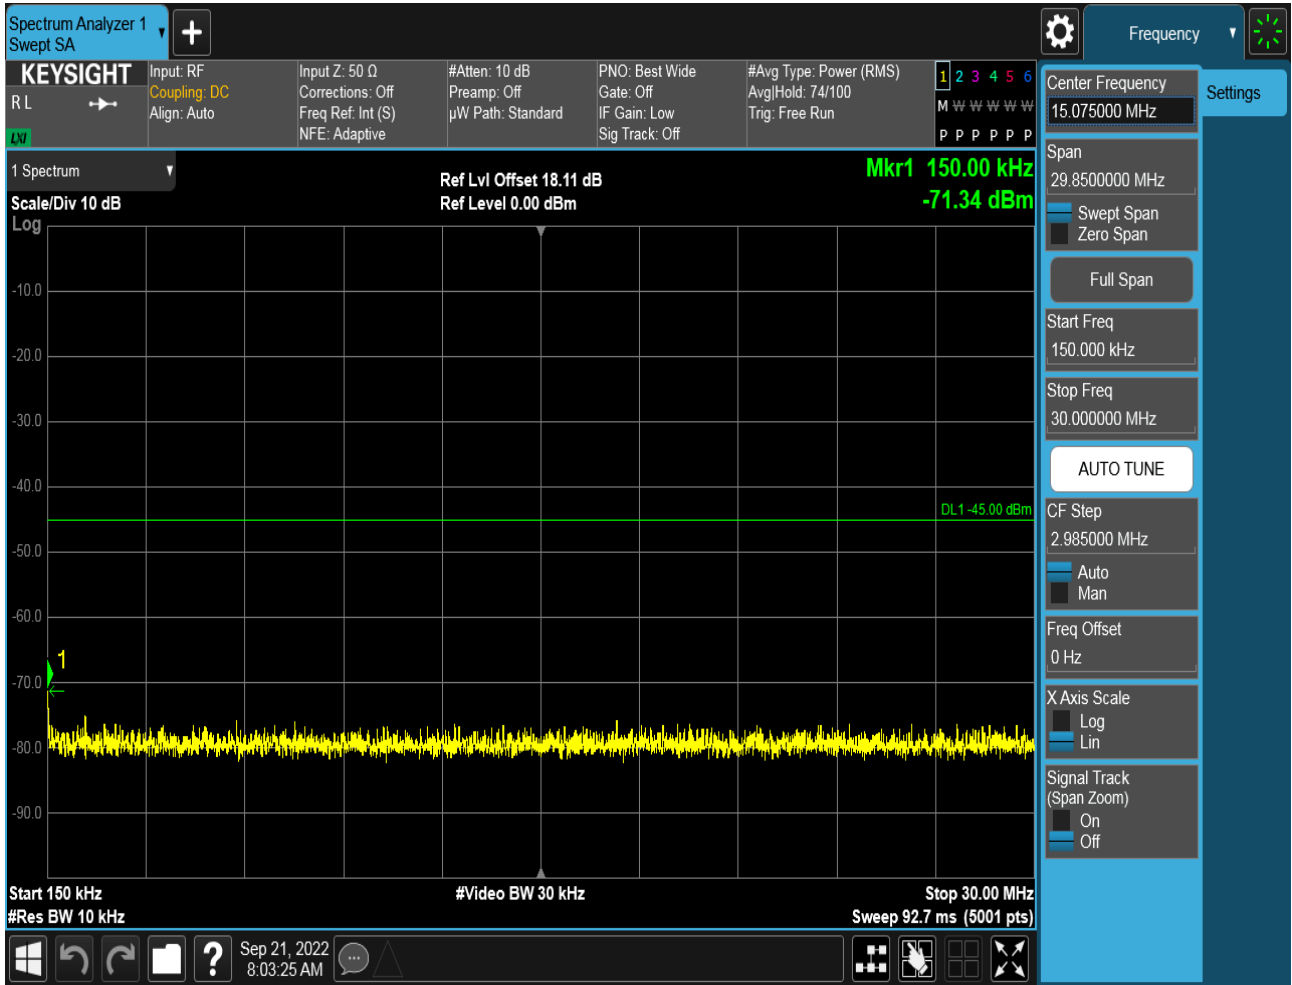 Spectrum Analyzer 1
Swept SA
Frequency
KEYSIGHT
R L
LXI
Input: RF
Coupling: DC
Align: Auto
Input Z: 50 Ω
Corrections: Off
Freq Ref: Int (S)
NFE: Adaptive
#Atten: 10 dB
Preamp: Off
µW Path: Standard
PNO: Best Wide
Gate: Off
IF Gain: Low
Sig Track: Off
#Avg Type: Power (RMS)
Avg|Hold: 74/100
Trig: Free Run
1 2 3 4 5 6
M W W W W W
P P P P P P
1 Spectrum
Scale/Div 10 dB
Log
Ref Lvl Offset 18.11 dB
Ref Level 0.00 dBm
Mkr1 150.00 kHz
-71.34 dBm
-10.0
-20.0
-30.0
-40.0
DL1 -45.00 dBm
-50.0
-60.0
1
-70.0
-80.0
-90.0
Start 150 kHz
#Res BW 10 kHz
#Video BW 30 kHz
Stop 30.00 MHz
Sweep 92.7 ms (5001 pts)
Center Frequency
15.075000 MHz
Settings
Span
29.8500000 MHz
Swept Span
Zero Span
Full Span
Start Freq
150.000 kHz
Stop Freq
30.000000 MHz
AUTO TUNE
CF Step
2.985000 MHz
Auto
Man
Freq Offset
0 Hz
X Axis Scale
Log
Lin
Signal Track
(Span Zoom)
On
Off
?
Sep 21, 2022
8:03:25 AM